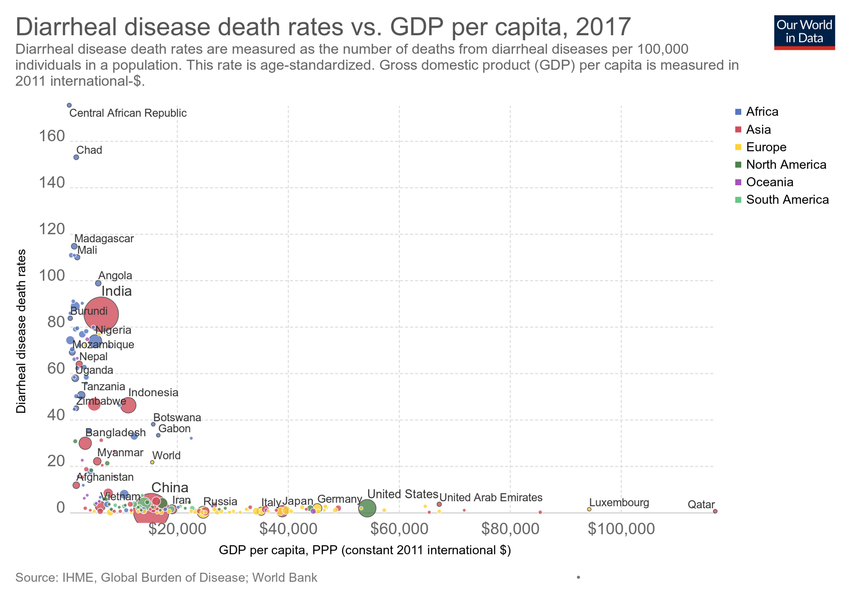 Diarrheal disease death rates vs. GDP per capita, 2017
Our World
in Data
Diarrheal disease death rates are measured as the number of deaths from diarrheal diseases per 100,000
individuals in a population. This rate is age-standardized. Gross domestic product (GDP) per capita is measured in
2011 international-$.
Central African Republic
Africa
Asia
Europe
North America
Oceania
South America
160
Chad
140
120
Madagascar
Mali
100
Angola
India
Burundi
80
Nigeria
Mozambique
Nepal
60
Uganda
Tanzania
Indonesia
Zimbabwe
40
Botswana
Gabon
Bangladesh
Myanmar
World
20
Afghanistan
China
Vietnam
Iran
Russia
Italy
Japan
Germany
United States
United Arab Emirates
Luxembourg
Qatar
0
$20,000
$40,000
$60,000
$80,000
$100,000
Diarrheal disease death rates
GDP per capita, PPP (constant 2011 international $)
Source: IHME, Global Burden of Disease; World Bank